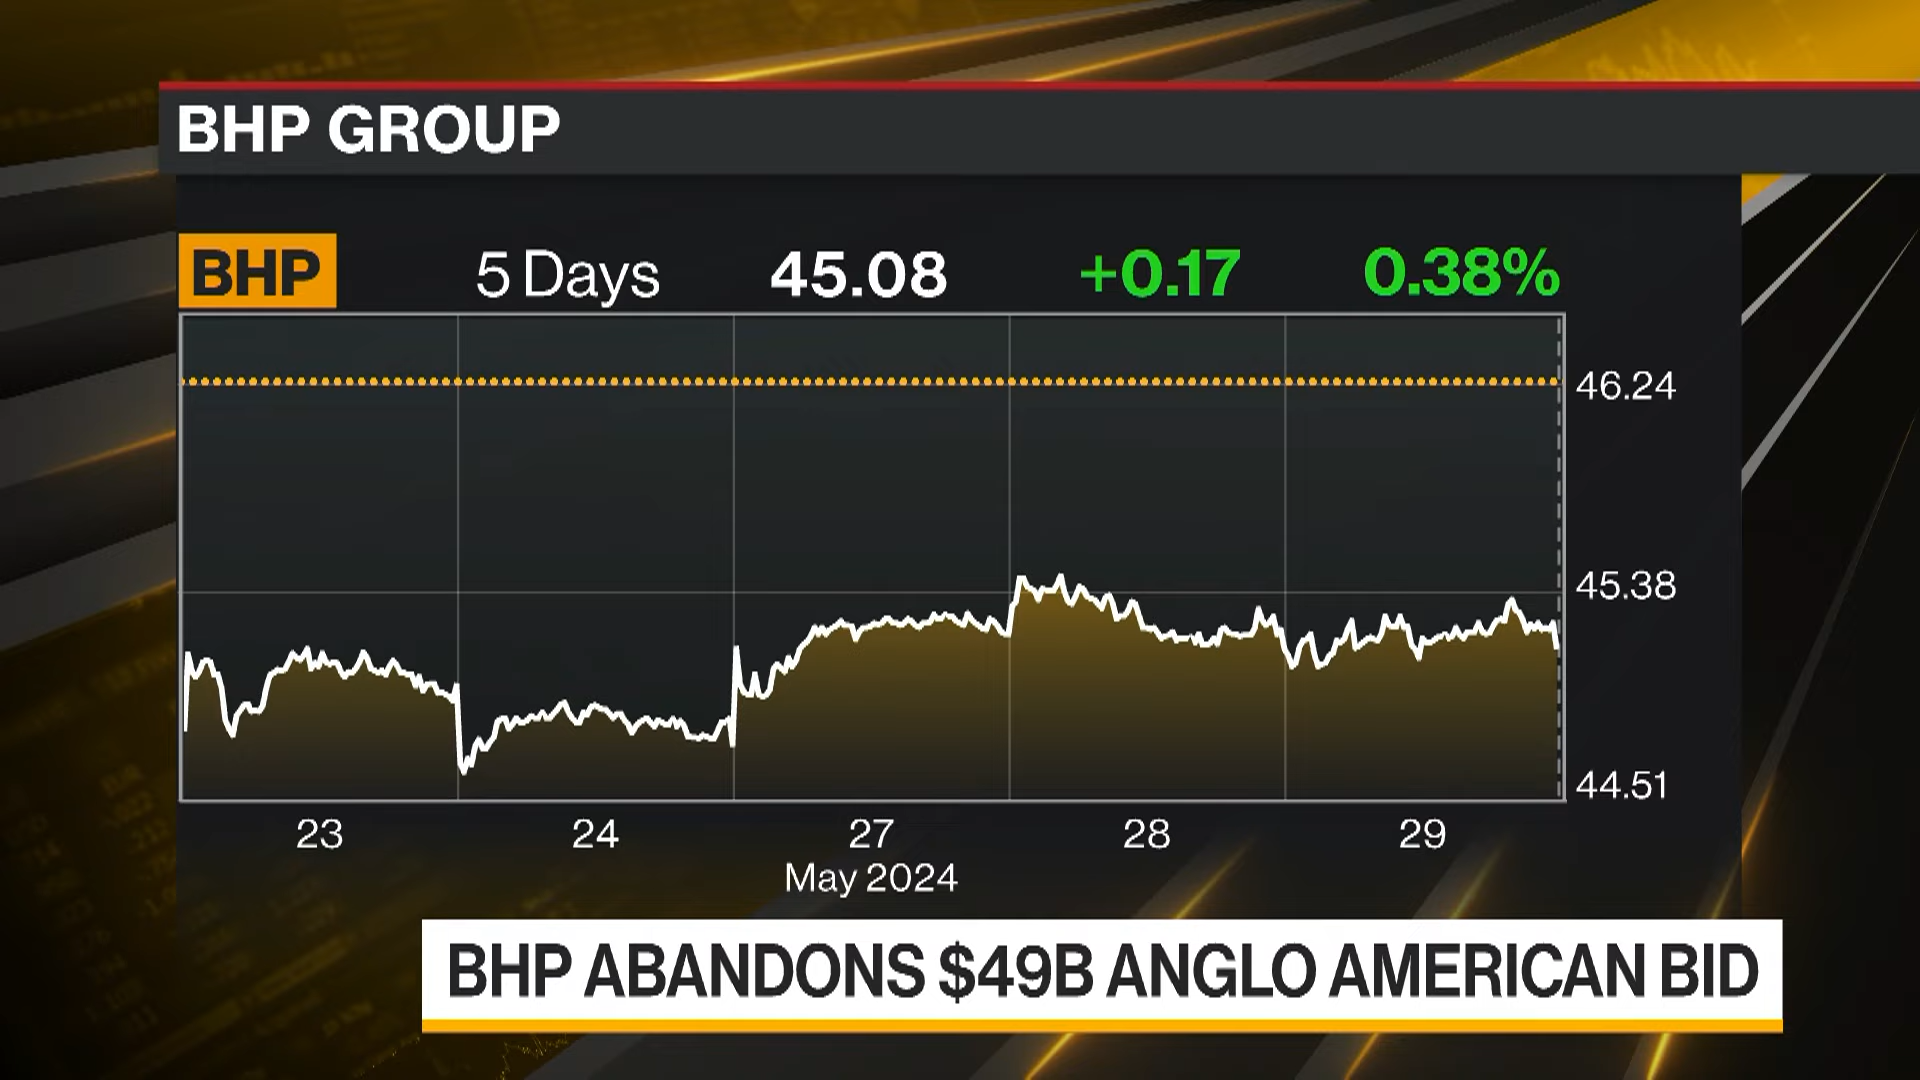 BHP GROUP
BHP 5 Days 45.08 +0.17 0.38%
46.24
45.38
44.51
23 24 27 28 29
May 2024
BHP ABANDONS $49B ANGLO AMERICAN BID